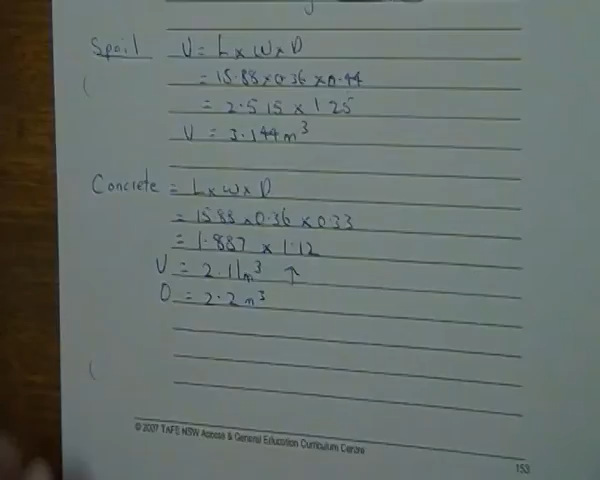 Spoil V = L x W x D
= 15.88 x 0.36 x 0.44
= 2.515 x 1.25
V = 3.144 m³
Concrete = L x W x D
= 15.88 x 0.36 x 0.33
= 1.887 x 1.12
V = 2.11 m³ ↑
O = 2.2 m³
© 2007 TAFE NSW Access & General Education Curriculum Centre
153